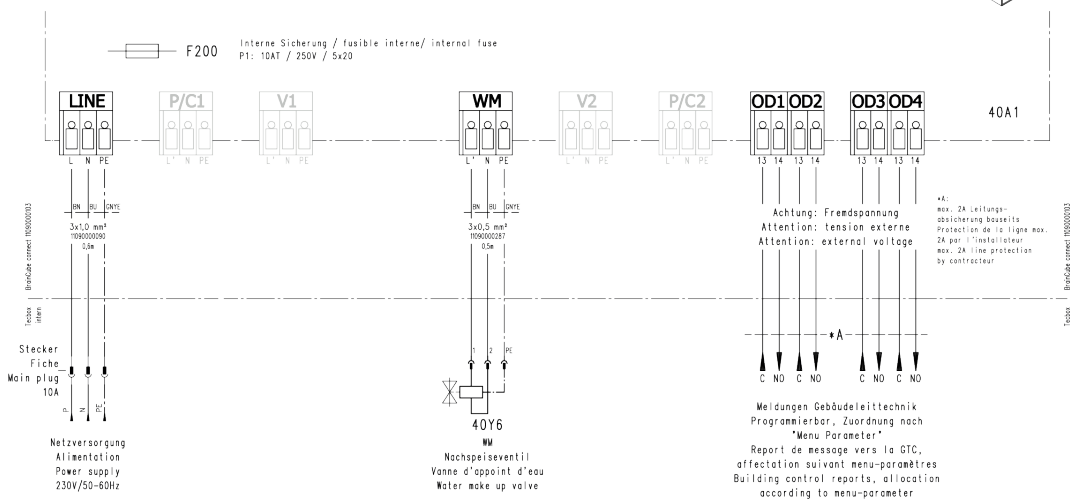 F200
Interne Sicherung / fusible interne/ internal fuse
P1: 10AT / 250V / 5x20
LINE P/C1 V1 WM V2 P/C2 OD1 OD2 OD3 OD4
40A1
L N PE
L' N PE
L' N PE
L' N PE
L' N PE
L' N PE
13 14 13 14
13 14 13 14
BN BU GNYE
3x1,0 mm²
11090000090
0,6m
BN BU GNYE
3x0,5 mm²
11090000287
0,5m
Achtung: Fremdspannung
Attention: tension externe
Attention: external voltage
*A:
max. 2A Leitungs-
absicherung bauseits
Protection de la ligne max.
2A par l'installateur
max. 2A line protection
by contracteur
BrainCube connect 11090000103
Tecbox
intern
BrainCube connect 11090000103
Tecbox
Stecker
Fiche
Main plug
10A
P N PE
Netzversorgung
Alimentation
Power supply
230V/50-60Hz
1 2 PE
40Y6
WM
Nachspeiseventil
Vanne d'appoint d'eau
Water make up valve
*A
C NO C NO C NO C NO
Meldungen Gebäudeleittechnik
Programmierbar, Zuordnung nach
"Menu Parameter"
Report de message vers la GTC,
affectation suivant menu-paramètres
Building control reports, allocation
according to menu-parameter